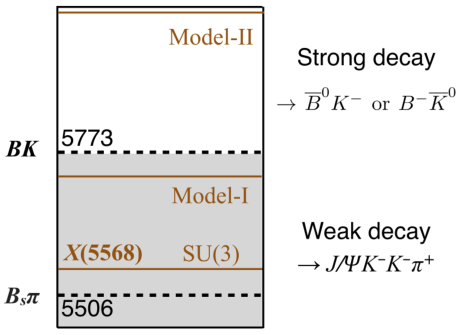 Model-II
Strong decay
→ B̅⁰K⁻ or B⁻K̅⁰
5773
BK
Model-I
Weak decay
X(5568) SU(3)
→ J/ΨK⁻K⁻π⁺
Bₛπ
5506